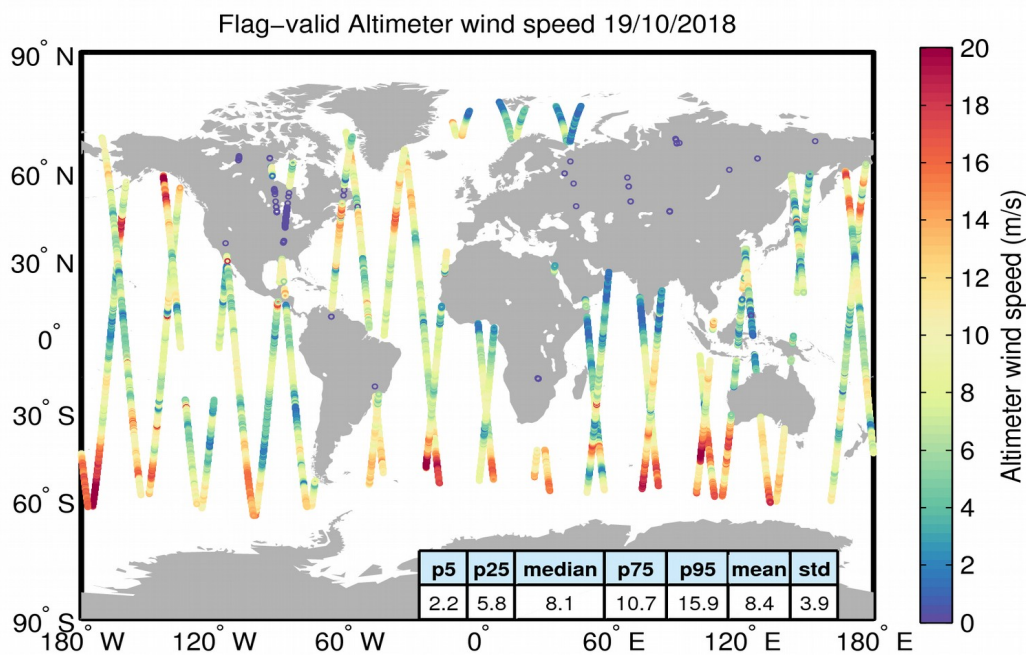 Flag−valid Altimeter wind speed 19/10/2018
90° N
60° N
30° N
0°
30° S
60° S
90° S
180° W
120° W
60° W
0°
60° E
120° E
180° E
p5 p25 median p75 p95 mean std
2.2 5.8 8.1 10.7 15.9 8.4 3.9
20
18
16
14
12
10
8
6
4
2
0
Altimeter wind speed (m/s)